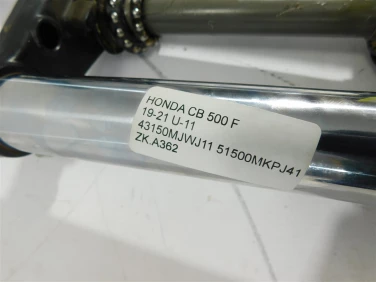 HONDA CB 500 F
19-21 U-11
43150MJWJ11 51500MKPJ41
ZK.A362